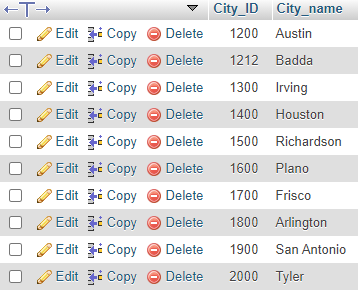 City_ID City_name
Edit Copy Delete 1200 Austin
Edit Copy Delete 1212 Badda
Edit Copy Delete 1300 Irving
Edit Copy Delete 1400 Houston
Edit Copy Delete 1500 Richardson
Edit Copy Delete 1600 Plano
Edit Copy Delete 1700 Frisco
Edit Copy Delete 1800 Arlington
Edit Copy Delete 1900 San Antonio
Edit Copy Delete 2000 Tyler